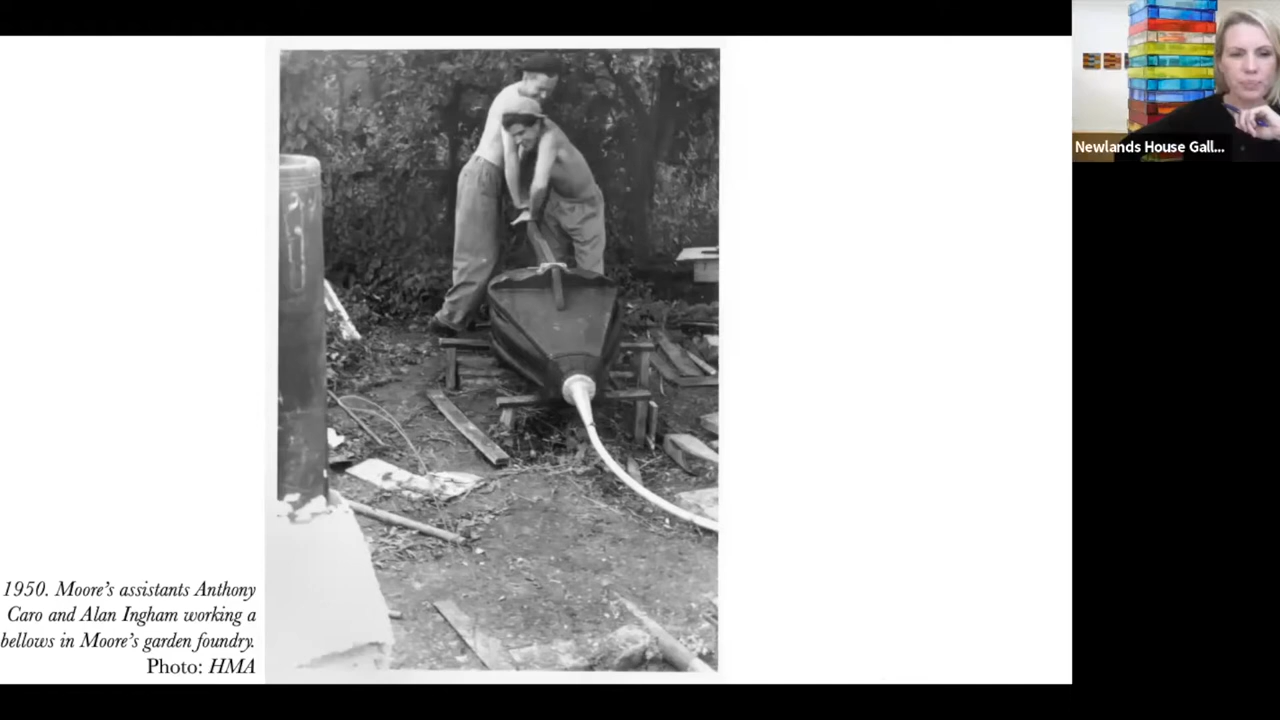 Newlands House Gall...
1950. Moore's assistants Anthony
Caro and Alan Ingham working a
bellows in Moore's garden foundry.
Photo: HMA